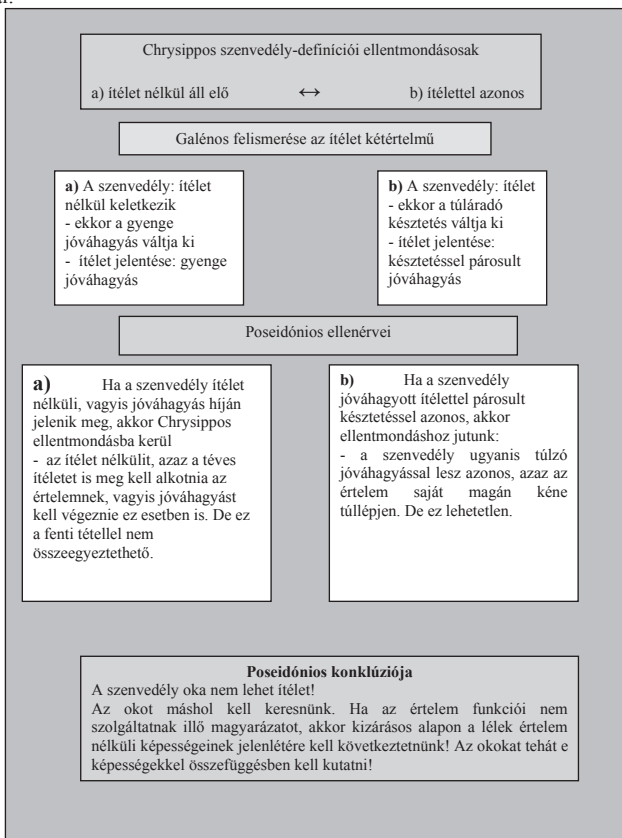 Chrysippos szenvedély-definíciói ellentmondásosak
a) ítélet nélkül áll elő ↔ b) ítélettel azonos
Galénos felismerése az ítélet kétértelmű
a) A szenvedély: ítélet
nélkül keletkezik
- ekkor a gyenge
jóváhagyás váltja ki
- ítélet jelentése: gyenge
jóváhagyás
b) A szenvedély: ítélet
- ekkor a túláradó
késztetés váltja ki
- ítélet jelentése:
késztetéssel párosult
jóváhagyás
Poseidónios ellenérvei
a) Ha a szenvedély ítélet
nélküli, vagyis jóváhagyás híján
jelenik meg, akkor Chrysippos
ellentmondásba kerül
- az ítélet nélkülit, azaz a téves
ítéletet is meg kell alkotnia az
értelemnek, vagyis jóváhagyást
kell végeznie ez esetben is. De ez
a fenti tétellel nem
összeegyeztethető.
b) Ha a szenvedély
jóváhagyott ítélettel párosult
késztetéssel azonos, akkor
ellentmondáshoz jutunk:
- a szenvedély ugyanis túlzó
jóváhagyással lesz azonos, azaz az
értelem saját magán kéne
túllépjen. De ez lehetetlen.
Poseidónios konklúziója
A szenvedély oka nem lehet ítélet!
Az okot máshol kell keresnünk. Ha az értelem funkciói nem
szolgáltatnak illő magyarázatot, akkor kizárásos alapon a lélek értelem
nélküli képességeinek jelenlétére kell következtetnünk! Az okokat tehát e
képességekkel összefüggésben kell kutatni!